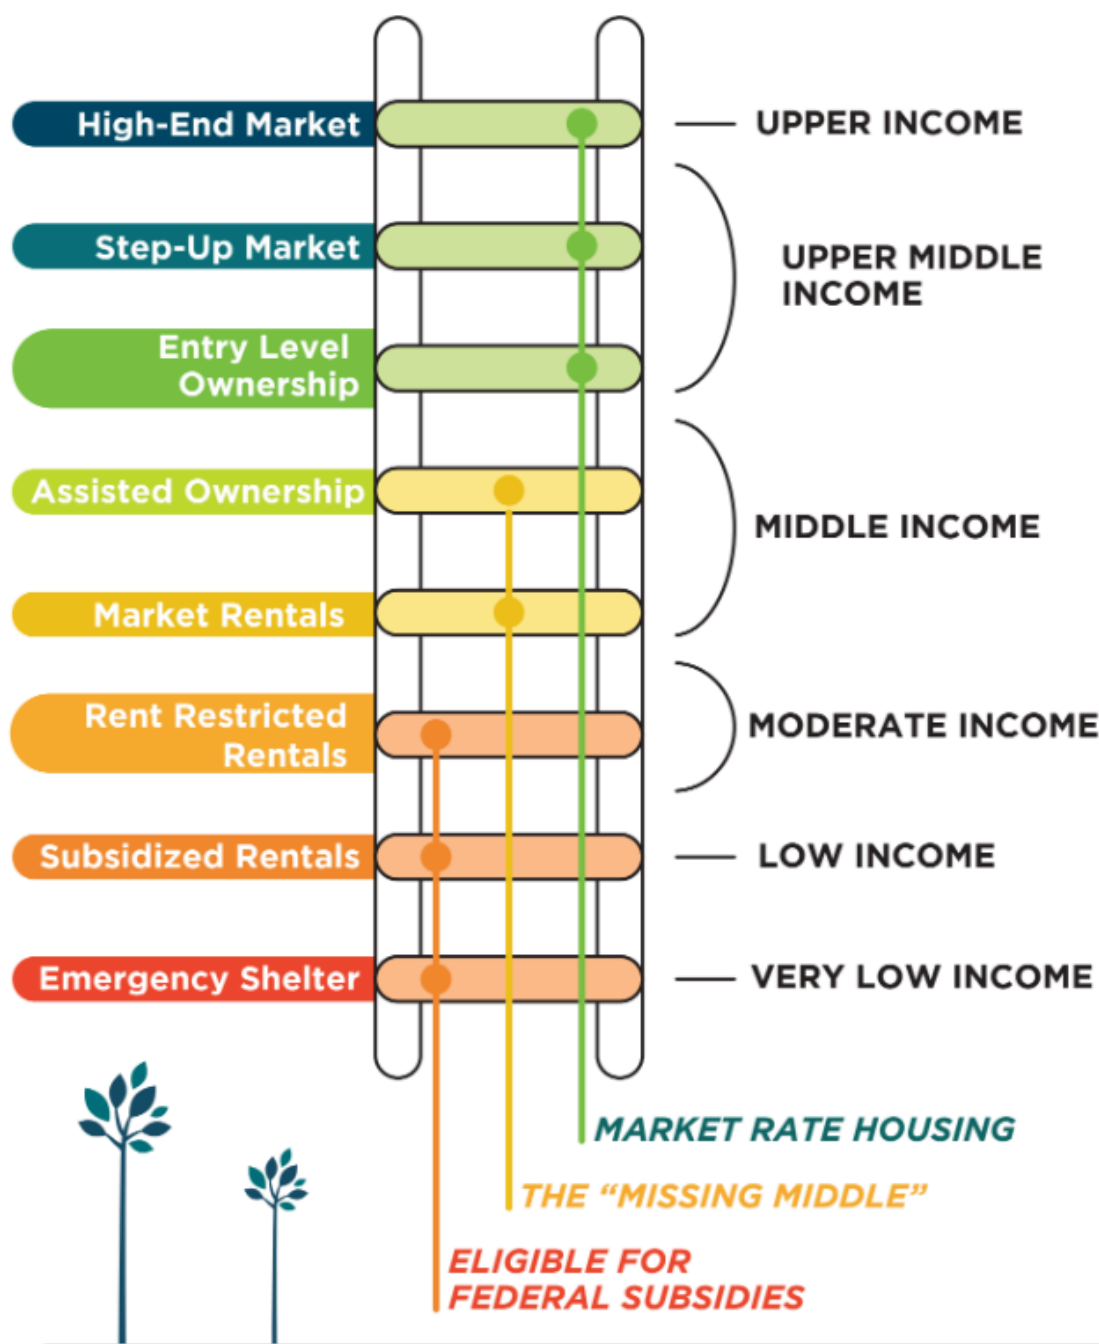 High-End Market
UPPER INCOME
Step-Up Market
UPPER MIDDLE
INCOME
Entry Level
Ownership
Assisted Ownership
MIDDLE INCOME
Market Rentals
Rent Restricted
Rentals
MODERATE INCOME
Subsidized Rentals
LOW INCOME
Emergency Shelter
VERY LOW INCOME
MARKET RATE HOUSING
THE “MISSING MIDDLE”
ELIGIBLE FOR
FEDERAL SUBSIDIES